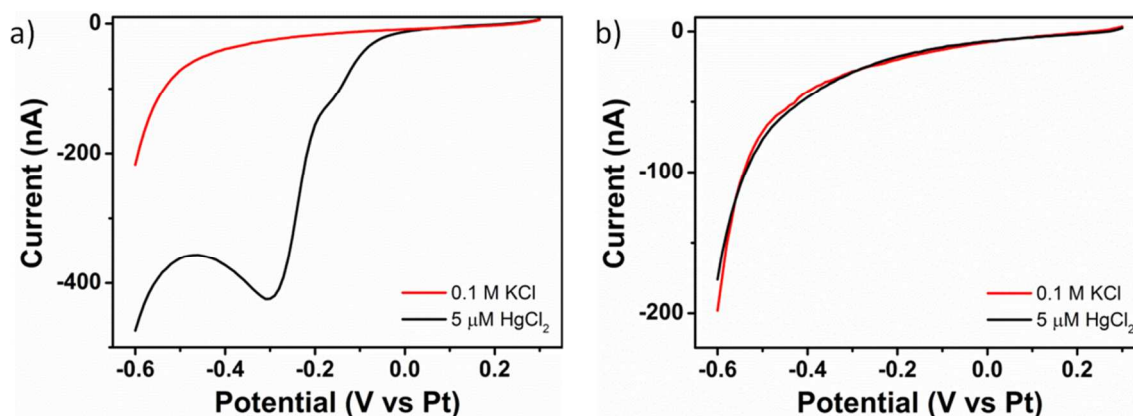 a)
Current (nA)
0
-200
-400
0.1 M KCl
5 μM HgCl₂
-0.6 -0.4 -0.2 0.0 0.2
Potential (V vs Pt)
b)
Current (nA)
0
-100
-200
0.1 M KCl
5 μM HgCl₂
-0.6 -0.4 -0.2 0.0 0.2
Potential (V vs Pt)